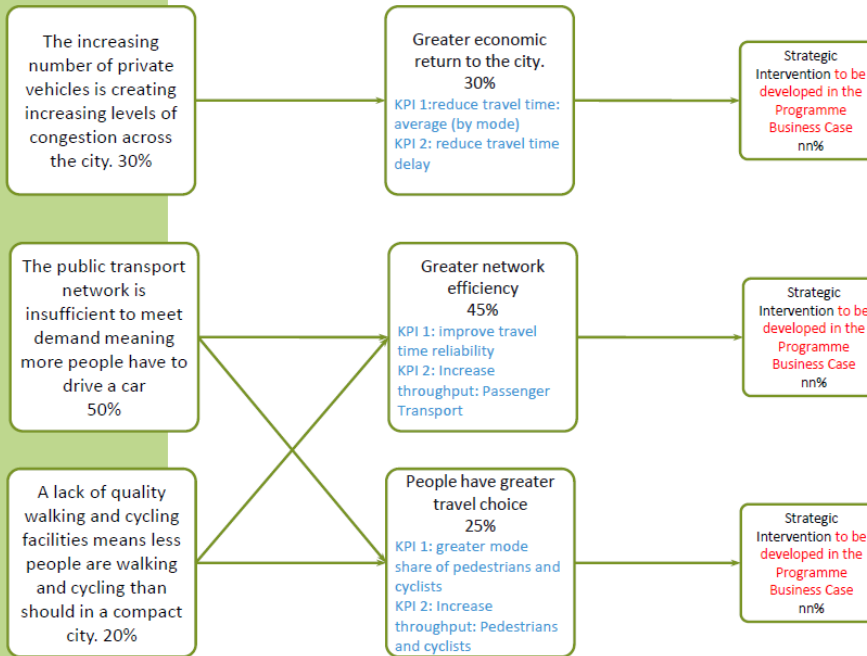 The increasing
number of private
vehicles is creating
increasing levels of
congestion across
the city. 30%
Greater economic
return to the city.
30%
KPI 1:reduce travel time:
average (by mode)
KPI 2: reduce travel time
delay
Strategic
Intervention to be
developed in the
Programme
Business Case
nn%
The public transport
network is
insufficient to meet
demand meaning
more people have to
drive a car
50%
Greater network
efficiency
45%
KPI 1: improve travel
time reliability
KPI 2: Increase
throughput: Passenger
Transport
Strategic
Intervention to be
developed in the
Programme
Business Case
nn%
A lack of quality
walking and cycling
facilities means less
people are walking
and cycling than
should in a compact
city. 20%
People have greater
travel choice
25%
KPI 1: greater mode
share of pedestrians and
cyclists
KPI 2: Increase
throughput: Pedestrians
and cyclists
Strategic
Intervention to be
developed in the
Programme
Business Case
nn%